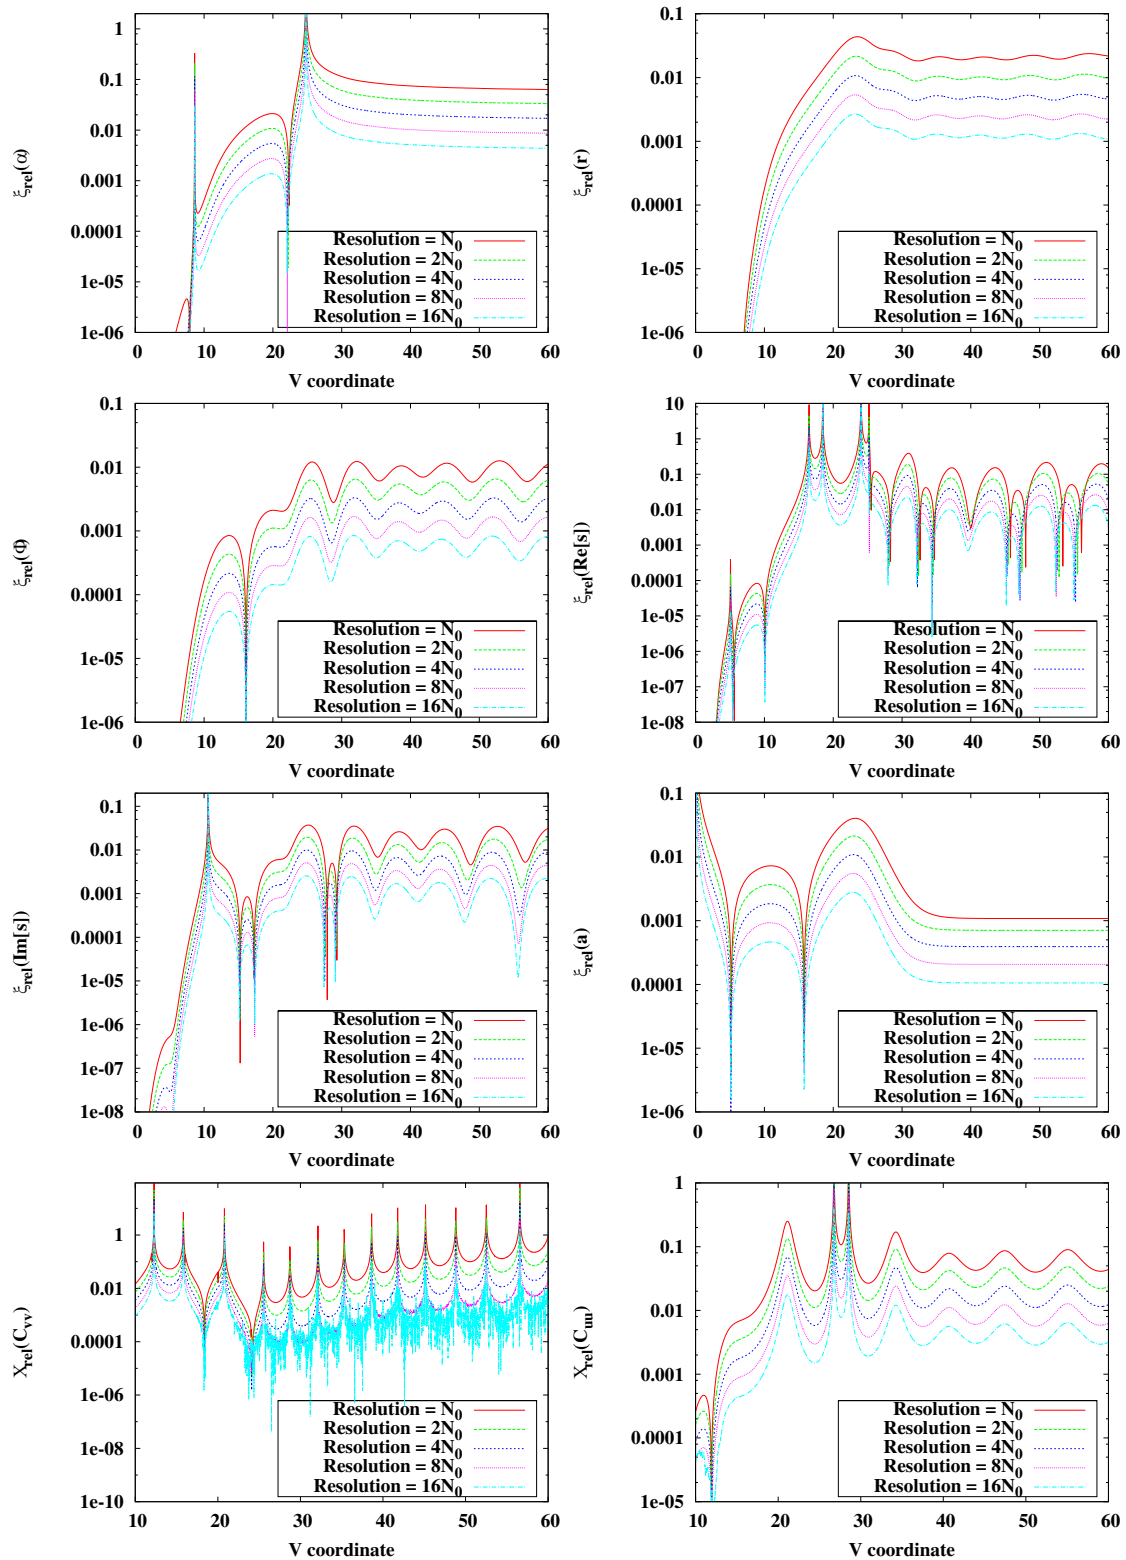 ξrel(α)
1
0.1
0.01
0.001
0.0001
1e-05
1e-06
Resolution = N0
Resolution = 2N0
Resolution = 4N0
Resolution = 8N0
Resolution = 16N0
0 10 20 30 40 50 60
V coordinate
ξrel(r)
0.1
0.01
0.001
0.0001
1e-05
1e-06
Resolution = N0
Resolution = 2N0
Resolution = 4N0
Resolution = 8N0
Resolution = 16N0
0 10 20 30 40 50 60
V coordinate
ξrel(Φ)
0.1
0.01
0.001
0.0001
1e-05
1e-06
Resolution = N0
Resolution = 2N0
Resolution = 4N0
Resolution = 8N0
Resolution = 16N0
0 10 20 30 40 50 60
V coordinate
ξrel(Re[s])
10
1
0.1
0.01
0.001
0.0001
1e-05
1e-06
1e-07
1e-08
Resolution = N0
Resolution = 2N0
Resolution = 4N0
Resolution = 8N0
Resolution = 16N0
0 10 20 30 40 50 60
V coordinate
ξrel(Im[s])
0.1
0.01
0.001
0.0001
1e-05
1e-06
1e-07
1e-08
Resolution = N0
Resolution = 2N0
Resolution = 4N0
Resolution = 8N0
Resolution = 16N0
0 10 20 30 40 50 60
V coordinate
ξrel(a)
0.1
0.01
0.001
0.0001
1e-05
1e-06
Resolution = N0
Resolution = 2N0
Resolution = 4N0
Resolution = 8N0
Resolution = 16N0
0 10 20 30 40 50 60
V coordinate
χrel(Cvv)
1
0.01
0.0001
1e-06
1e-08
1e-10
Resolution = N0
Resolution = 2N0
Resolution = 4N0
Resolution = 8N0
Resolution = 16N0
10 20 30 40 50 60
V coordinate
χrel(Cuu)
1
0.1
0.01
0.001
0.0001
1e-05
Resolution = N0
Resolution = 2N0
Resolution = 4N0
Resolution = 8N0
Resolution = 16N0
10 20 30 40 50 60
V coordinate